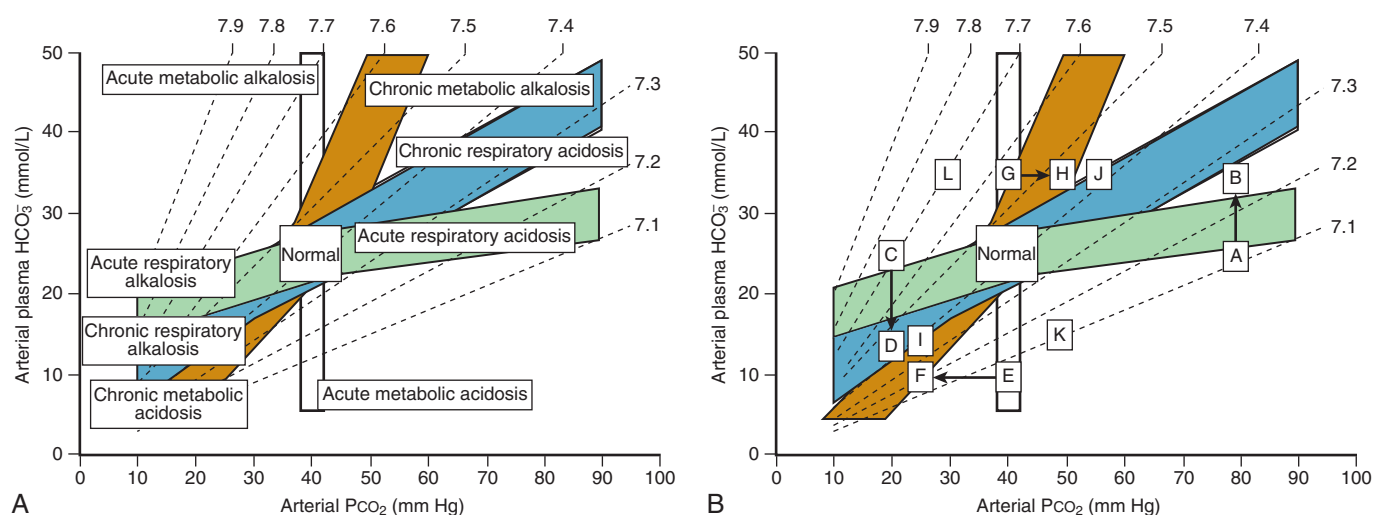 7.9 7.8 7.7 7.6 7.5 7.4
50
Acute metabolic alkalosis
Chronic metabolic alkalosis
7.3
40
Chronic respiratory acidosis
7.2
30
Acute respiratory acidosis
7.1
Normal
Acute respiratory
alkalosis
20
Chronic respiratory
alkalosis
10
Chronic metabolic
acidosis
Acute metabolic acidosis
0
0 10 20 30 40 50 60 70 80 90 100
Arterial plasma HCO₃⁻ (mmol/L)
Arterial PCO₂ (mm Hg)
A
7.9 7.8 7.7 7.6 7.5 7.4
50
7.3
40
L G H J B
7.2
30
7.1
C Normal A
20
D I K
10
F E
0
0 10 20 30 40 50 60 70 80 90 100
Arterial plasma HCO₃⁻ (mmol/L)
Arterial PCO₂ (mm Hg)
B